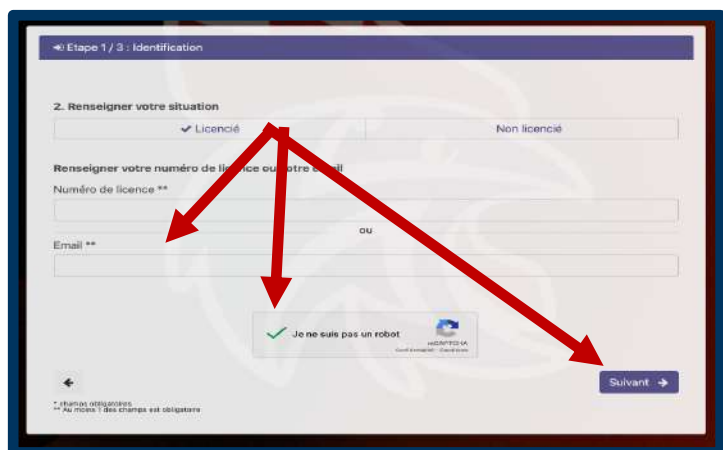 Etape 1 / 3 : Identification
2. Renseigner votre situation
✔ Licencié
Non licencié
Renseigner votre numéro de licence ou votre email
Numéro de licence **
ou
Email **
Je ne suis pas un robot
reCAPTCHA
Suivant →
* champs obligatoires
** Au moins 1 des champs est obligatoire